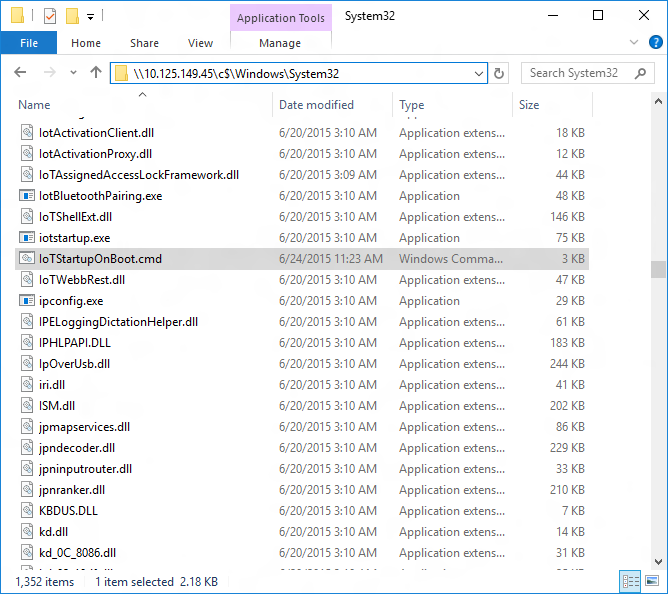 Application Tools System32
File Home Share View Manage
\\10.125.149.45\c$\Windows\System32 Search System32
Name Date modified Type Size
IotActivationClient.dll 6/20/2015 3:10 AM Application extens... 18 KB
IotActivationProxy.dll 6/20/2015 3:10 AM Application extens... 12 KB
IoTAssignedAccessLockFramework.dll 6/20/2015 3:09 AM Application extens... 44 KB
IotBluetoothPairing.exe 6/20/2015 3:10 AM Application 48 KB
IoTShellExt.dll 6/20/2015 3:10 AM Application extens... 146 KB
iotstartup.exe 6/20/2015 3:10 AM Application 75 KB
IoTStartupOnBoot.cmd 6/24/2015 11:23 AM Windows Comma... 3 KB
IoTWebbRest.dll 6/20/2015 3:10 AM Application extens... 47 KB
ipconfig.exe 6/20/2015 3:10 AM Application 29 KB
IPELoggingDictationHelper.dll 6/20/2015 3:10 AM Application extens... 61 KB
IPHLPAPI.DLL 6/20/2015 3:10 AM Application extens... 183 KB
IpOverUsb.dll 6/20/2015 3:10 AM Application extens... 244 KB
iri.dll 6/20/2015 3:10 AM Application extens... 41 KB
ISM.dll 6/20/2015 3:10 AM Application extens... 202 KB
jpmapservices.dll 6/20/2015 3:10 AM Application extens... 86 KB
jpndecoder.dll 6/20/2015 3:10 AM Application extens... 229 KB
jpninputrouter.dll 6/20/2015 3:10 AM Application extens... 33 KB
jpnranker.dll 6/20/2015 3:10 AM Application extens... 210 KB
KBDUS.DLL 6/20/2015 3:10 AM Application extens... 7 KB
kd.dll 6/20/2015 3:10 AM Application extens... 14 KB
kd_0C_8086.dll 6/20/2015 3:10 AM Application extens... 31 KB
1,352 items 1 item selected 2.18 KB